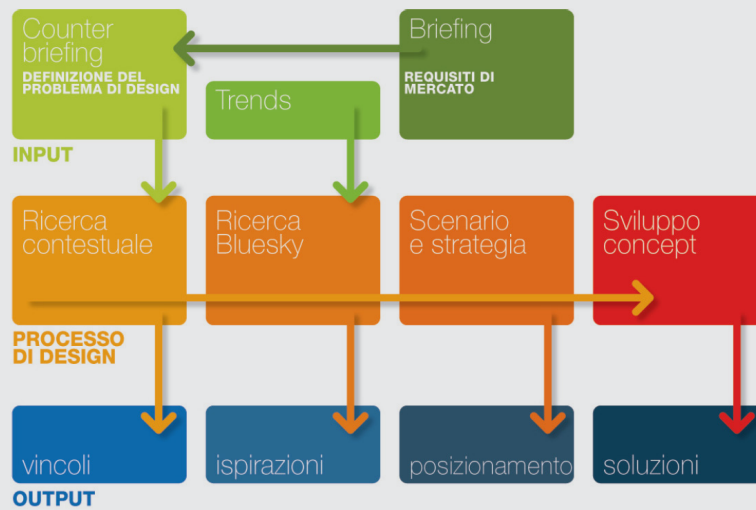 Counter
briefing
DEFINIZIONE DEL
PROBLEMA DI DESIGN
Trends
Briefing
REQUISITI DI
MERCATO
INPUT
Ricerca
contestuale
Ricerca
Bluesky
Scenario
e strategia
Sviluppo
concept
PROCESSO
DI DESIGN
vincoli
ispirazioni
posizionamento
soluzioni
OUTPUT